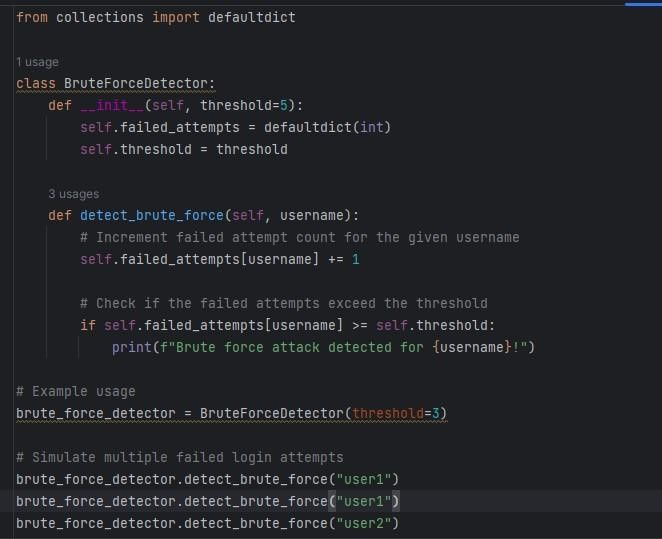 from collections import defaultdict
1 usage
class BruteForceDetector:
    def __init__(self, threshold=5):
        self.failed_attempts = defaultdict(int)
        self.threshold = threshold
    3 usages
    def detect_brute_force(self, username):
        # Increment failed attempt count for the given username
        self.failed_attempts[username] += 1
        # Check if the failed attempts exceed the threshold
        if self.failed_attempts[username] >= self.threshold:
            print(f"Brute force attack detected for {username}!")
# Example usage
brute_force_detector = BruteForceDetector(threshold=3)
# Simulate multiple failed login attempts
brute_force_detector.detect_brute_force("user1")
brute_force_detector.detect_brute_force("user1")
brute_force_detector.detect_brute_force("user2")